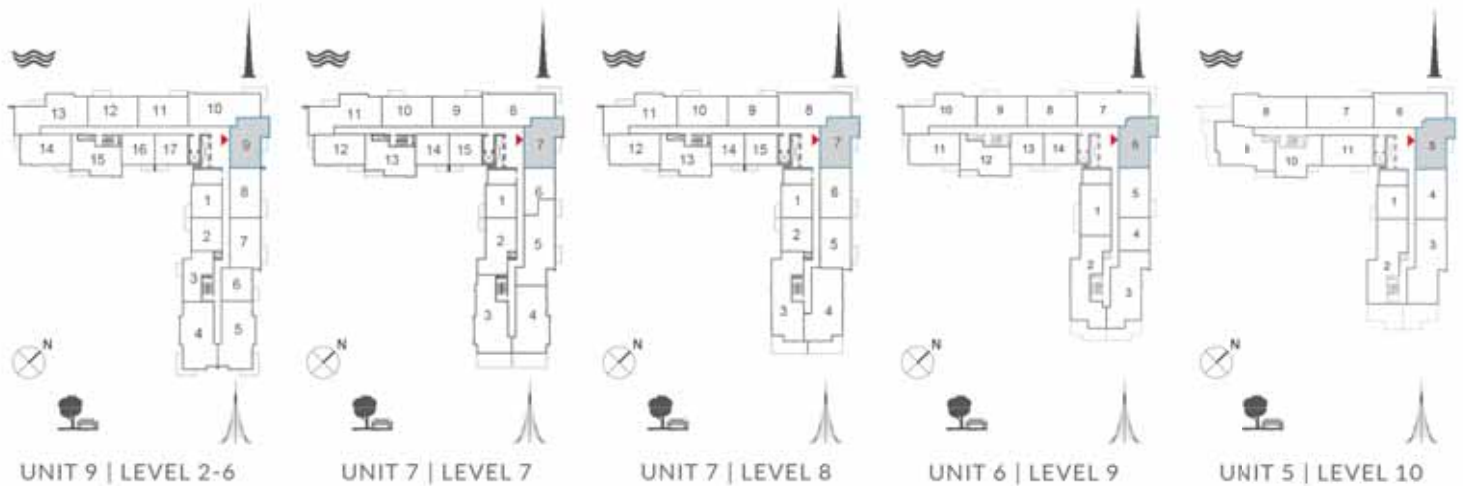 13 12 11 10
14 15 16 17 9
1 8
2 7
3 6
4 5
N
UNIT 9 | LEVEL 2-6
11 10 9 8
12 13 14 15 7
1 6
2 5
3 4
N
UNIT 7 | LEVEL 7
11 10 9 8
12 13 14 15 7
1 6
2 5
3 4
N
UNIT 7 | LEVEL 8
10 9 8 7
11 12 13 14 6
1 5
2 4
3
N
UNIT 6 | LEVEL 9
8 7 6
9 10 11 5
1 4
2 3
N
UNIT 5 | LEVEL 10